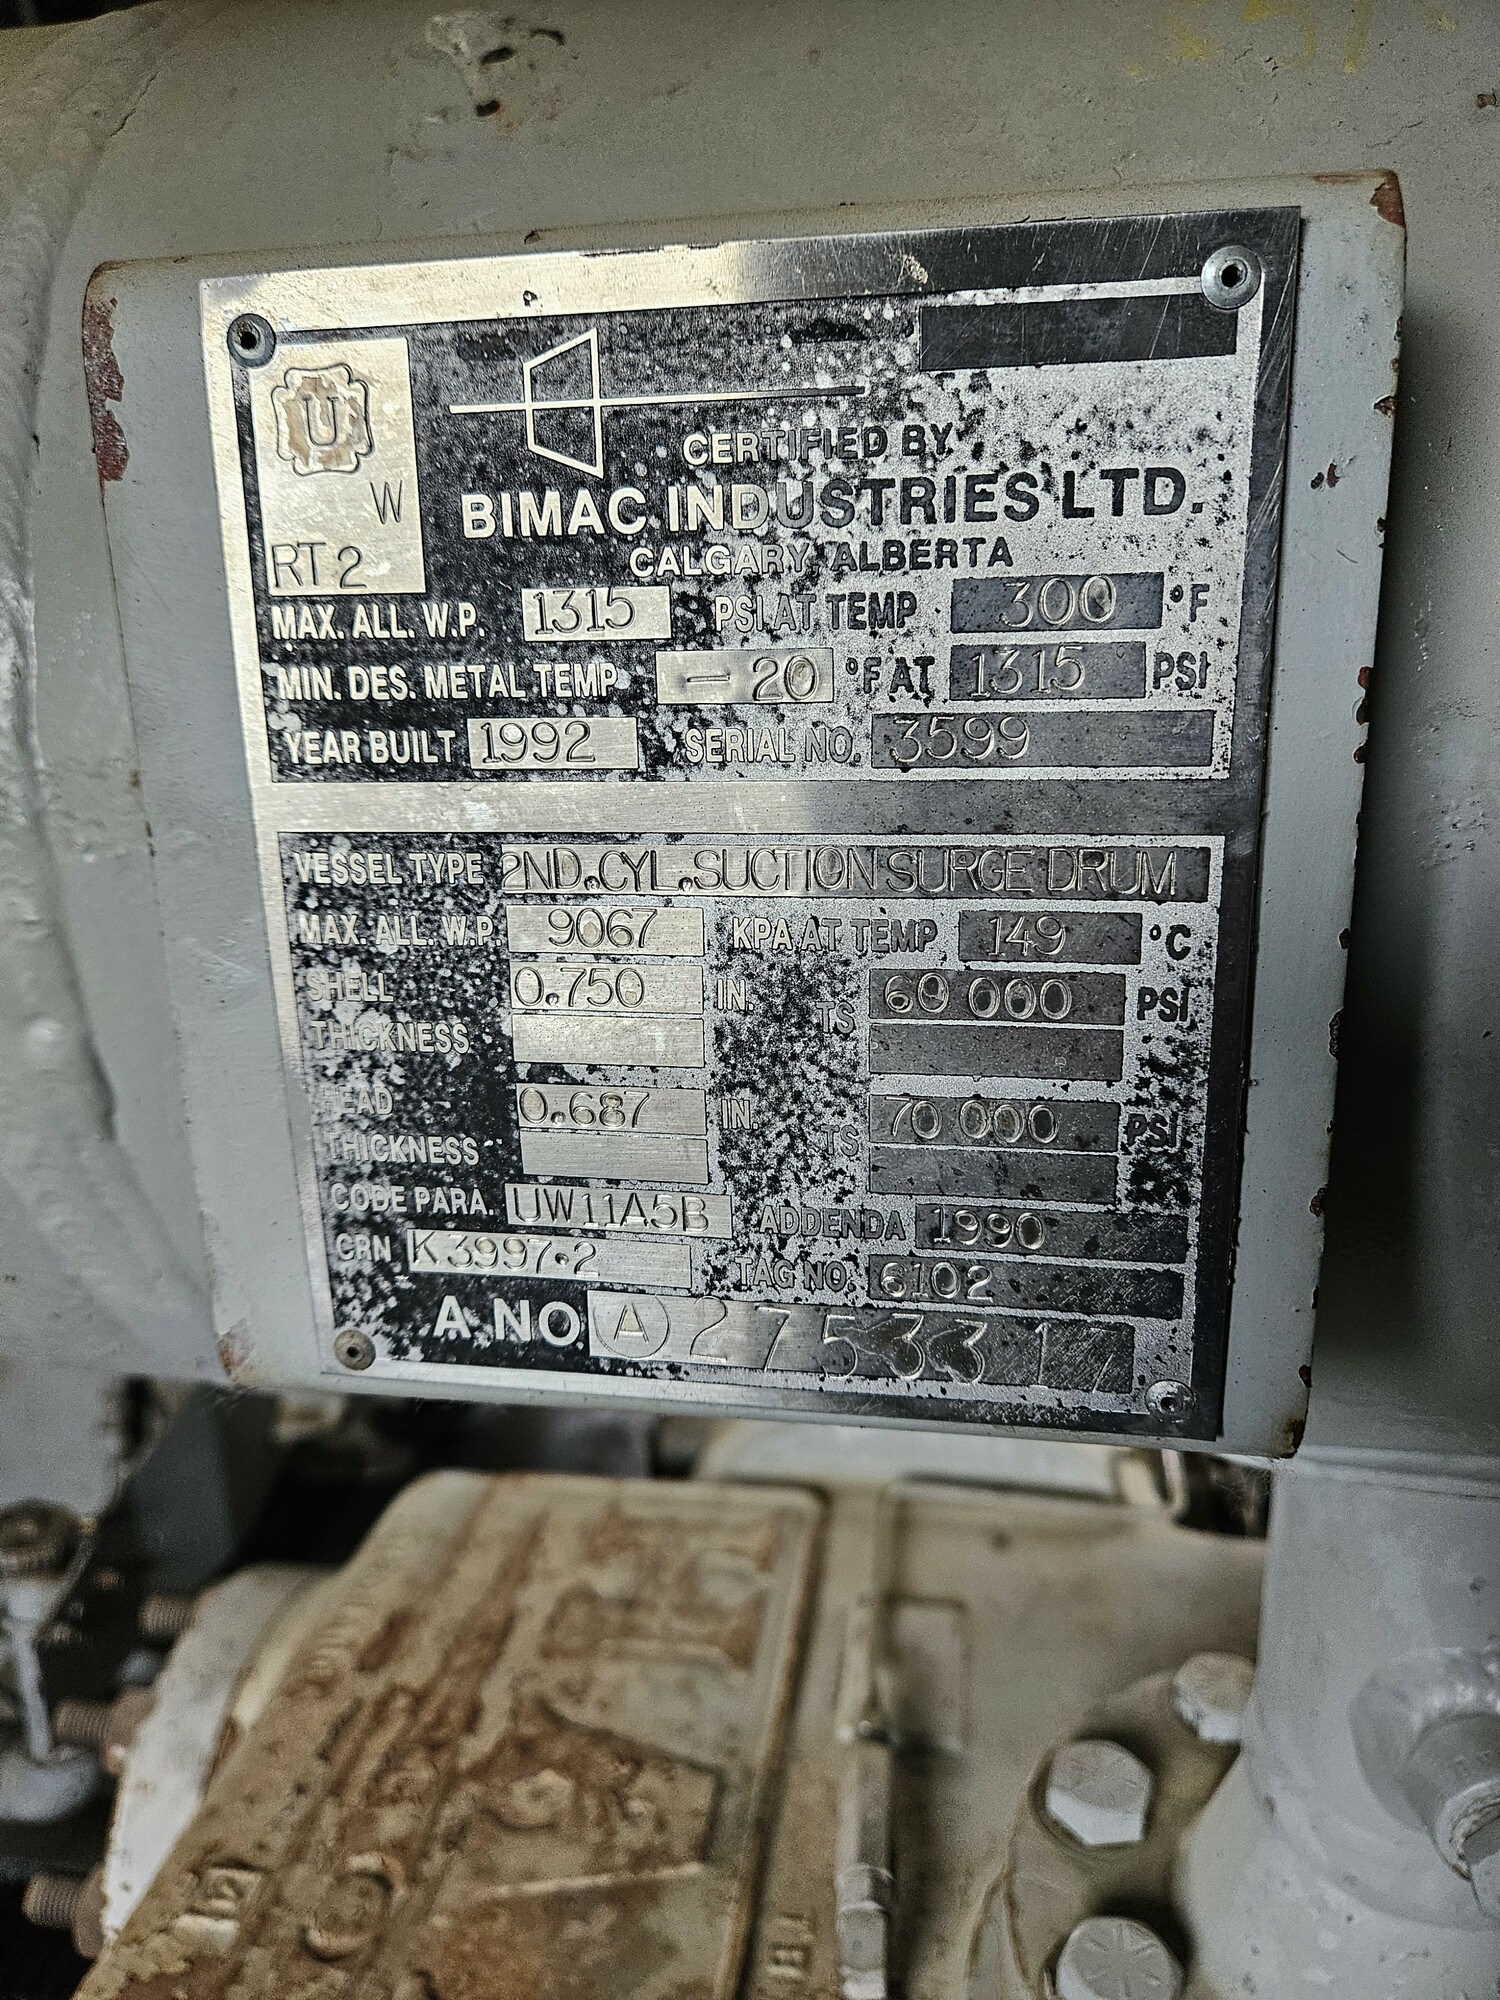 U
W
RT 2
CERTIFIED BY
BIMAC INDUSTRIES LTD.
CALGARY, ALBERTA
MAX. ALL. W.P. 1315 PSI AT TEMP 300 °F
MIN. DES. METAL TEMP -20 °F AT 1315 PSI
YEAR BUILT 1992 SERIAL NO. 3599
VESSEL TYPE 2ND.CYL.SUCTION SURGE DRUM
MAX. ALL. W.P. 9067 KPA AT TEMP 149 °C
SHELL 0.750 IN. TS 60 000 PSI
THICKNESS
HEAD 0.687 IN. TS 70 000 PSI
THICKNESS
CODE PARA. UW11A5B ADDENDA 1990
CRN K3997.2 TAG NO. 6102
A NO. A 2753317